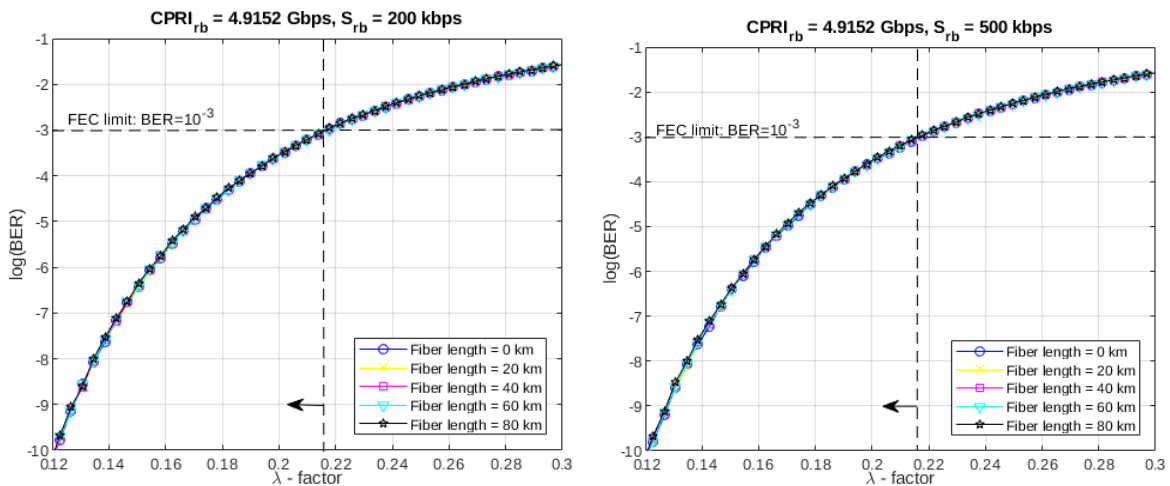 CPRI_rb = 4.9152 Gbps, S_rb = 200 kbps
-1
-2
-3
-4
-5
-6
-7
-8
-9
-10
log(BER)
FEC limit: BER=10^-3
Fiber length = 0 km
Fiber length = 20 km
Fiber length = 40 km
Fiber length = 60 km
Fiber length = 80 km
0.12 0.14 0.16 0.18 0.2 0.22 0.24 0.26 0.28 0.3
λ - factor
CPRI_rb = 4.9152 Gbps, S_rb = 500 kbps
-1
-2
-3
-4
-5
-6
-7
-8
-9
-10
log(BER)
FEC limit: BER=10^-3
Fiber length = 0 km
Fiber length = 20 km
Fiber length = 40 km
Fiber length = 60 km
Fiber length = 80 km
0.12 0.14 0.16 0.18 0.2 0.22 0.24 0.26 0.28 0.3
λ - factor